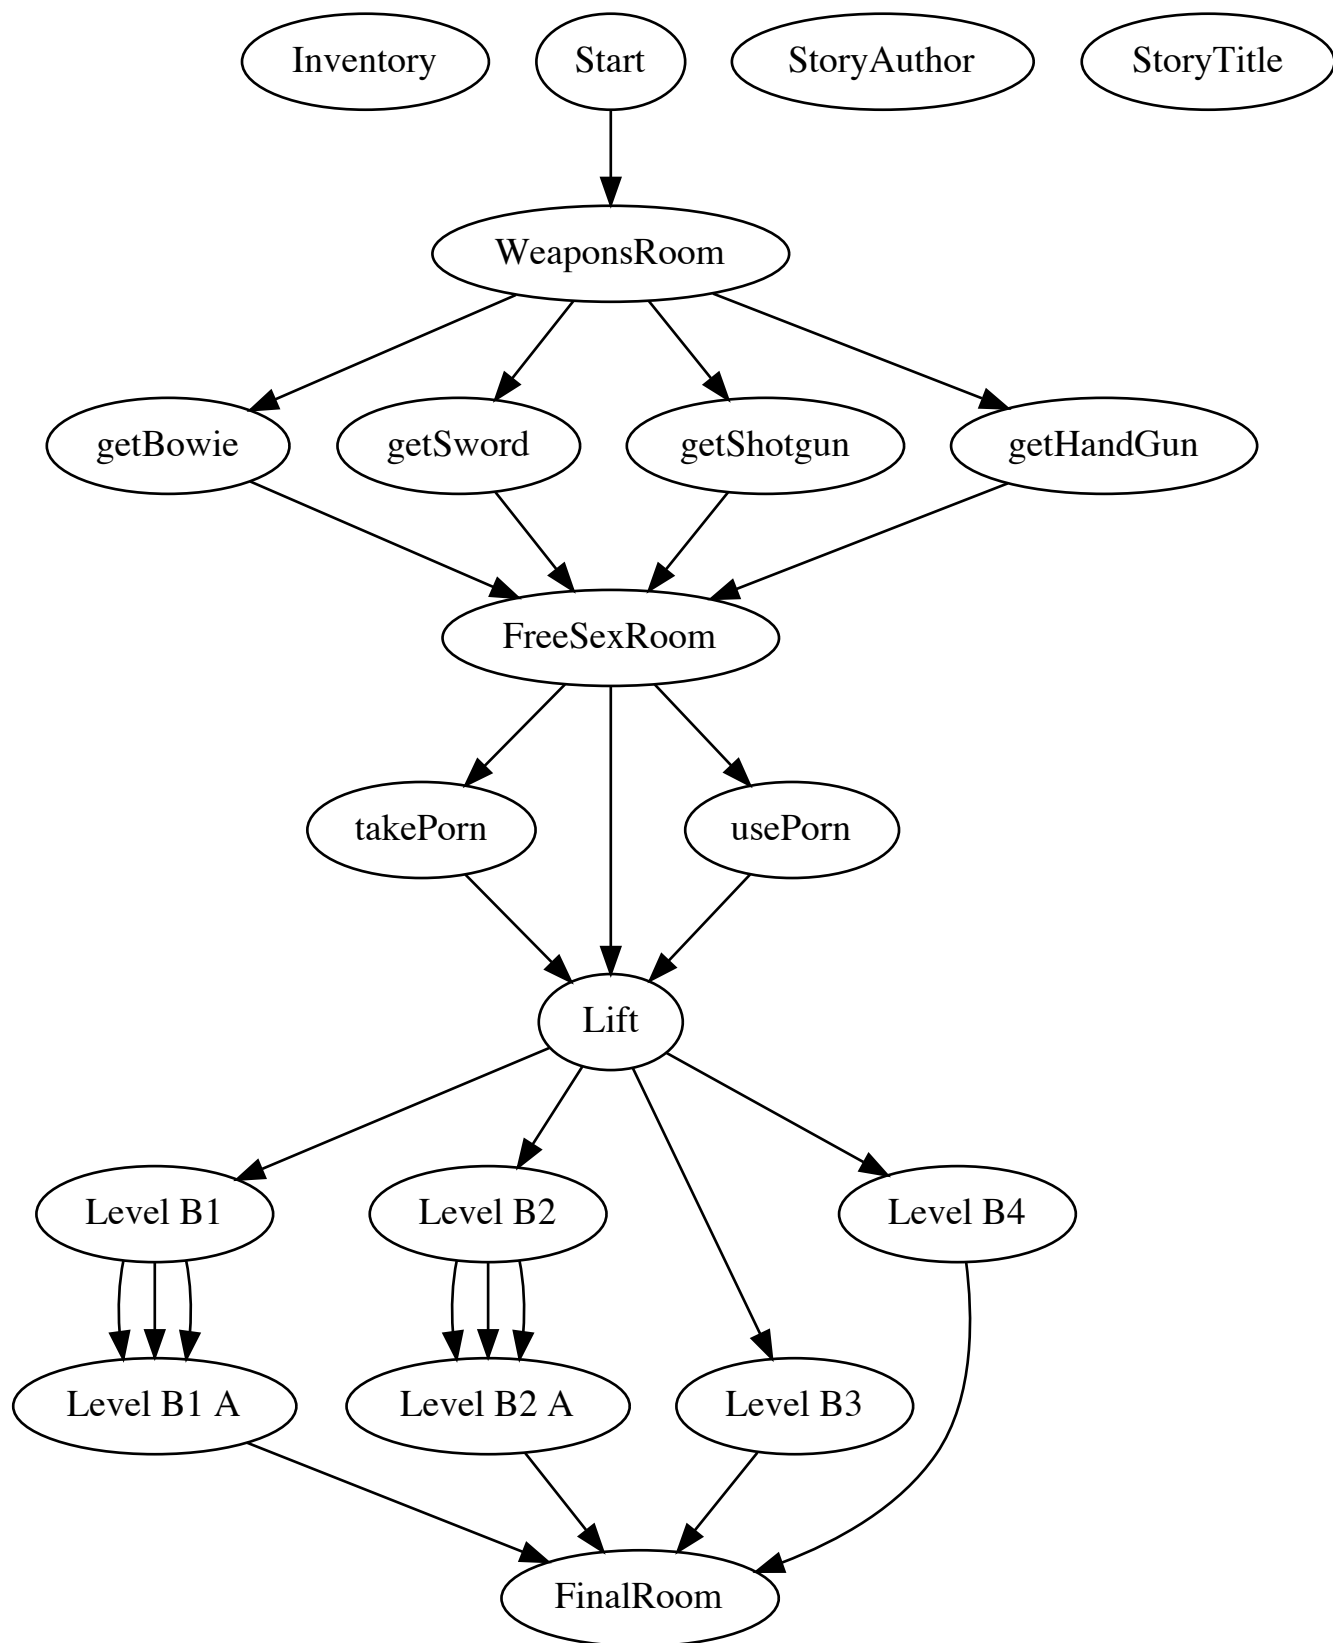 Inventory
Start
StoryAuthor
StoryTitle
WeaponsRoom
getBowie
getSword
getShotgun
getHandGun
FreeSexRoom
takePorn
usePorn
Lift
Level B1
Level B2
Level B4
Level B1 A
Level B2 A
Level B3
FinalRoom